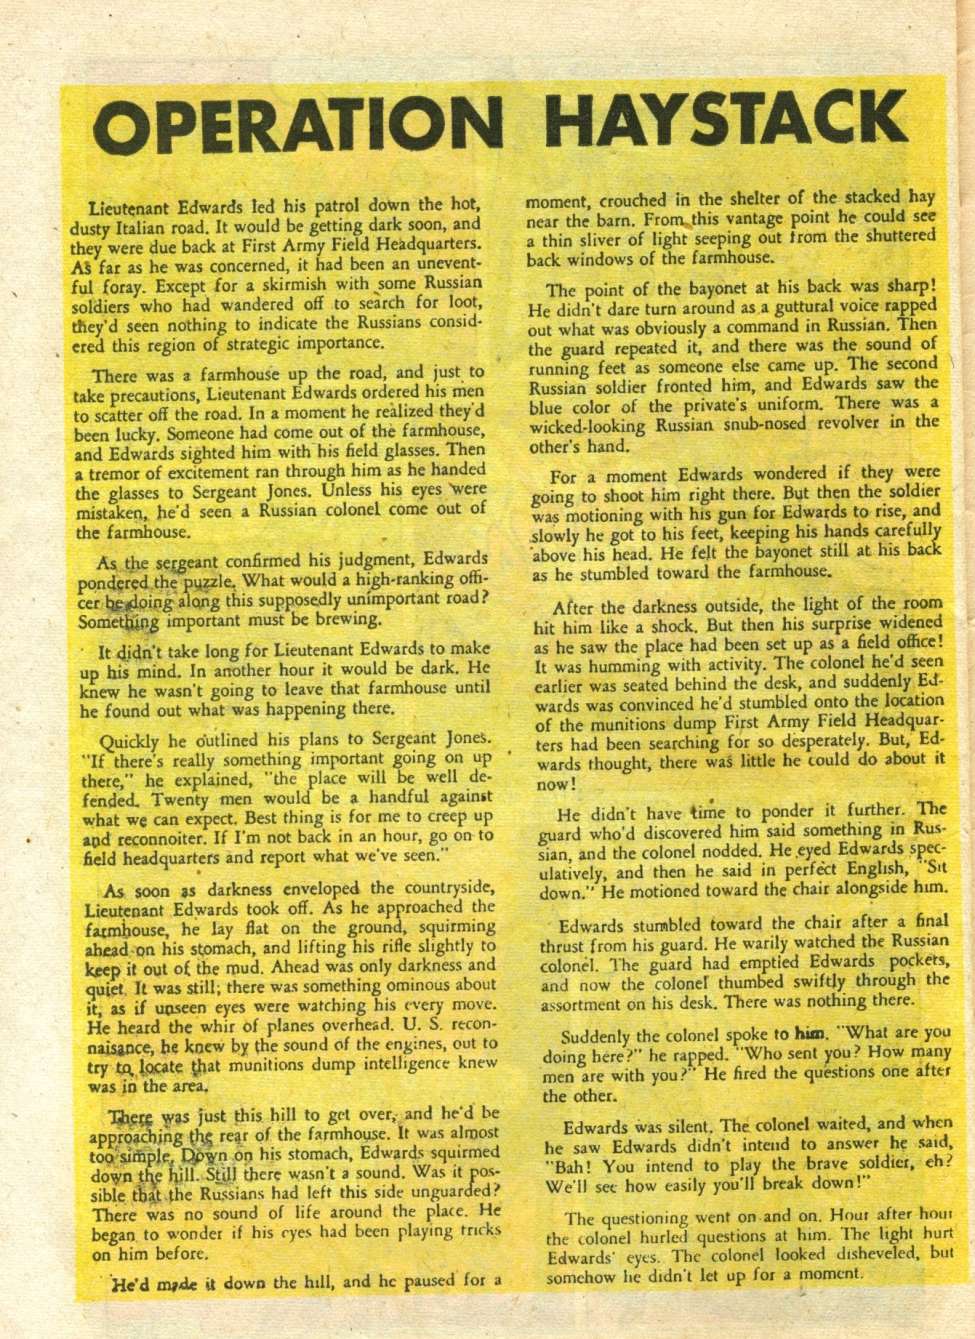 OPERATION HAYSTACK
Lieutenant Edwards led his patrol down the hot,
dusty Italian road. It would be getting dark soon, and
they were due back at First Army Field Headquarters.
As far as he was concerned, it had been an unevent-
ful foray. Except for a skirmish with some Russian
soldiers who had wandered off to search for loot,
they'd seen nothing to indicate the Russians consid-
ered this region of strategic importance.
There was a farmhouse up the road, and just to
take precautions, Lieutenant Edwards ordered his men
to scatter off the road. In a moment he realized they'd
been lucky. Someone had come out of the farmhouse,
and Edwards sighted him with his field glasses. Then
a tremor of excitement ran through him as he handed
the glasses to Sergeant Jones. Unless his eyes were
mistaken, he'd seen a Russian colonel come out of
the farmhouse.
As the sergeant confirmed his judgment, Edwards
pondered the puzzle. What would a high-ranking offi-
cer be doing along this supposedly unimportant road?
Something important must be brewing.
It didn't take long for Lieutenant Edwards to make
up his mind. In another hour it would be dark. He
knew he wasn't going to leave that farmhouse until
he found out what was happening there.
Quickly he outlined his plans to Sergeant Jones.
"If there's really something important going on up
there," he explained, "the place will be well de-
fended. Twenty men would be a handful against
what we can expect. Best thing is for me to creep up
and reconnoiter. If I'm not back in an hour, go on to
field headquarters and report what we've seen."
As soon as darkness enveloped the countryside,
Lieutenant Edwards took off. As he approached the
farmhouse, he lay flat on the ground, squirming
ahead on his stomach, and lifting his rifle slightly to
keep it out of the mud. Ahead was only darkness and
quiet. It was still; there was something ominous about
it, as if unseen eyes were watching his every move.
He heard the whir of planes overhead. U. S. recon-
naisance, he knew by the sound of the engines, out to
try to locate that munitions dump intelligence knew
was in the area.
There was just this hill to get over, and he'd be
approaching the rear of the farmhouse. It was almost
too simple. Down on his stomach, Edwards squirmed
down the hill. Still there wasn't a sound. Was it pos-
sible that the Russians had left this side unguarded?
There was no sound of life around the place. He
began to wonder if his eyes had been playing tricks
on him before.
He'd made it down the hill, and he paused for a
moment, crouched in the shelter of the stacked hay
near the barn. From this vantage point he could see
a thin sliver of light seeping out from the shuttered
back windows of the farmhouse.
The point of the bayonet at his back was sharp!
He didn't dare turn around as a guttural voice rapped
out what was obviously a command in Russian. Then
the guard repeated it, and there was the sound of
running feet as someone else came up. The second
Russian soldier fronted him, and Edwards saw the
blue color of the private's uniform. There was a
wicked-looking Russian snub-nosed revolver in the
other's hand.
For a moment Edwards wondered if they were
going to shoot him right there. But then the soldier
was motioning with his gun for Edwards to rise, and
slowly he got to his feet, keeping his hands carefully
above his head. He felt the bayonet still at his back
as he stumbled toward the farmhouse.
After the darkness outside, the light of the room
hit him like a shock. But then his surprise widened
as he saw the place had been set up as a field office!
It was humming with activity. The colonel he'd seen
earlier was seated behind the desk, and suddenly Ed-
wards was convinced he'd stumbled onto the location
of the munitions dump First Army Field Headquar-
ters had been searching for so desperately. But, Ed-
wards thought, there was little he could do about it
now!
He didn't have time to ponder it further. The
guard who'd discovered him said something in Rus-
sian, and the colonel nodded. He eyed Edwards spec-
ulatively, and then he said in perfect English, "Sit
down." He motioned toward the chair alongside him.
Edwards stumbled toward the chair after a final
thrust from his guard. He warily watched the Russian
colonel. The guard had emptied Edwards pockets,
and now the colonel thumbed swiftly through the
assortment on his desk. There was nothing there.
Suddenly the colonel spoke to him. "What are you
doing here?" he rapped. "Who sent you? How many
men are with you?" He fired the questions one after
the other.
Edwards was silent. The colonel waited, and when
he saw Edwards didn't intend to answer he said,
"Bah! You intend to play the brave soldier, eh?
We'll see how easily you'll break down!"
The questioning went on and on. Hour after hour
the colonel hurled questions at him. The light hurt
Edwards' eyes. The colonel looked disheveled, but
somehow he didn't let up for a moment.